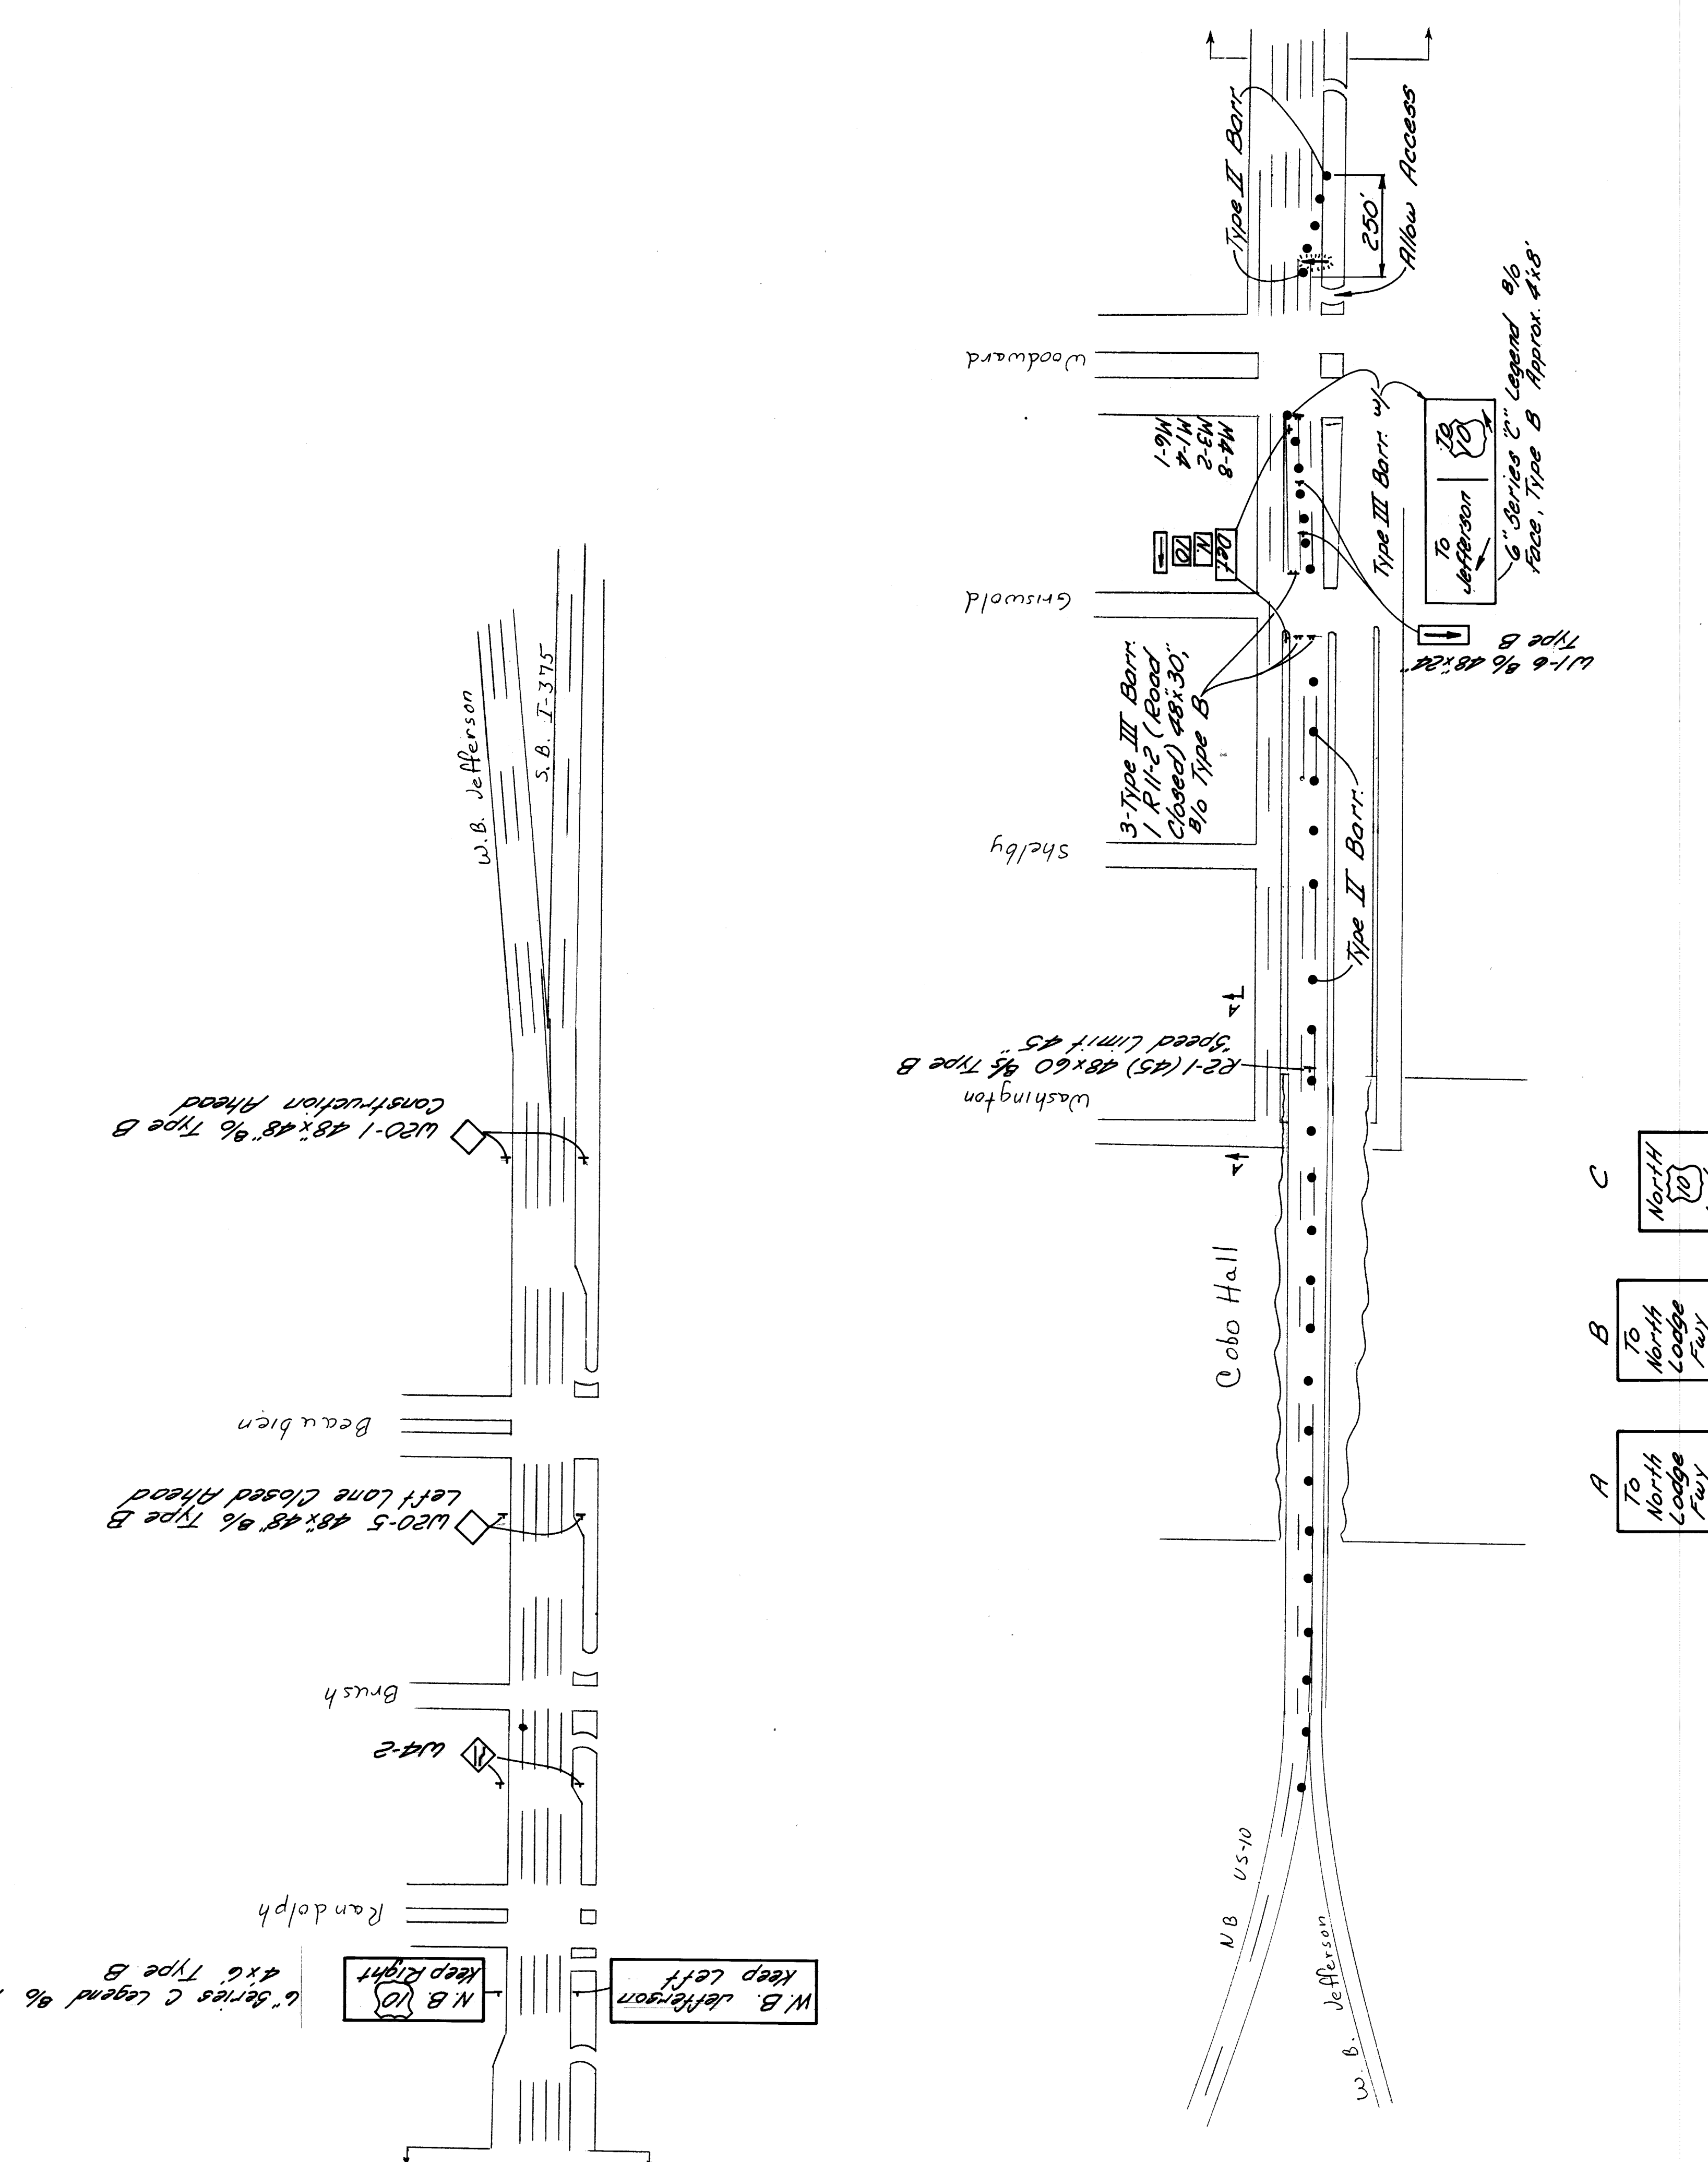 W.B. Jefferson
S.B. I-375
W20-1 48"x48" B/o Type B
Construction Ahead
Beaubien
W20-5 48"x48" B/o Type B
Left Lane Closed Ahead
Brush
W4-2
Randolph
N.B. 10
Keep Right
6" Series C Legend B/o
4x6' Type B
W.B. Jefferson
Keep Left
Type II Barr.
250'
Allow Access
Woodward
M4-8
M3-2
M1-4
M6-1
Det.
N.
10
Type III Barr. w/
To
Jefferson
To
10
6" Series "C" Legend B/o
Face, Type B Approx. 4'x8'
Griswold
W1-6 B/o 48"x24"
Type B
3-Type III Barr.
1 R11-2 (Road
Closed) 48"x30",
B/o Type B
Shelby
Type II Barr.
R2-1(45) 48x60 B/s Type B
"Speed Limit 45"
Washington
A
A
Cobo Hall
NB US-10
W.B. Jefferson
A
To
North
Lodge
Fwy
B
To
North
Lodge
Fwy
C
North
10